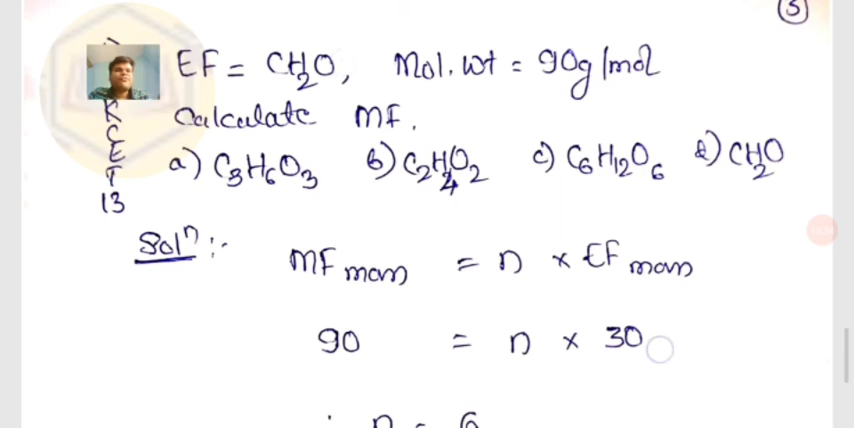 5
EF = CH2O, Mol. wt = 90g/mol
Calculate MF.
KCET 13
a) C3H6O3 b) C2H4O2 c) C6H12O6 d) CH2O
Solⁿ :-
MF mass = n × EF mass
90 = n × 30